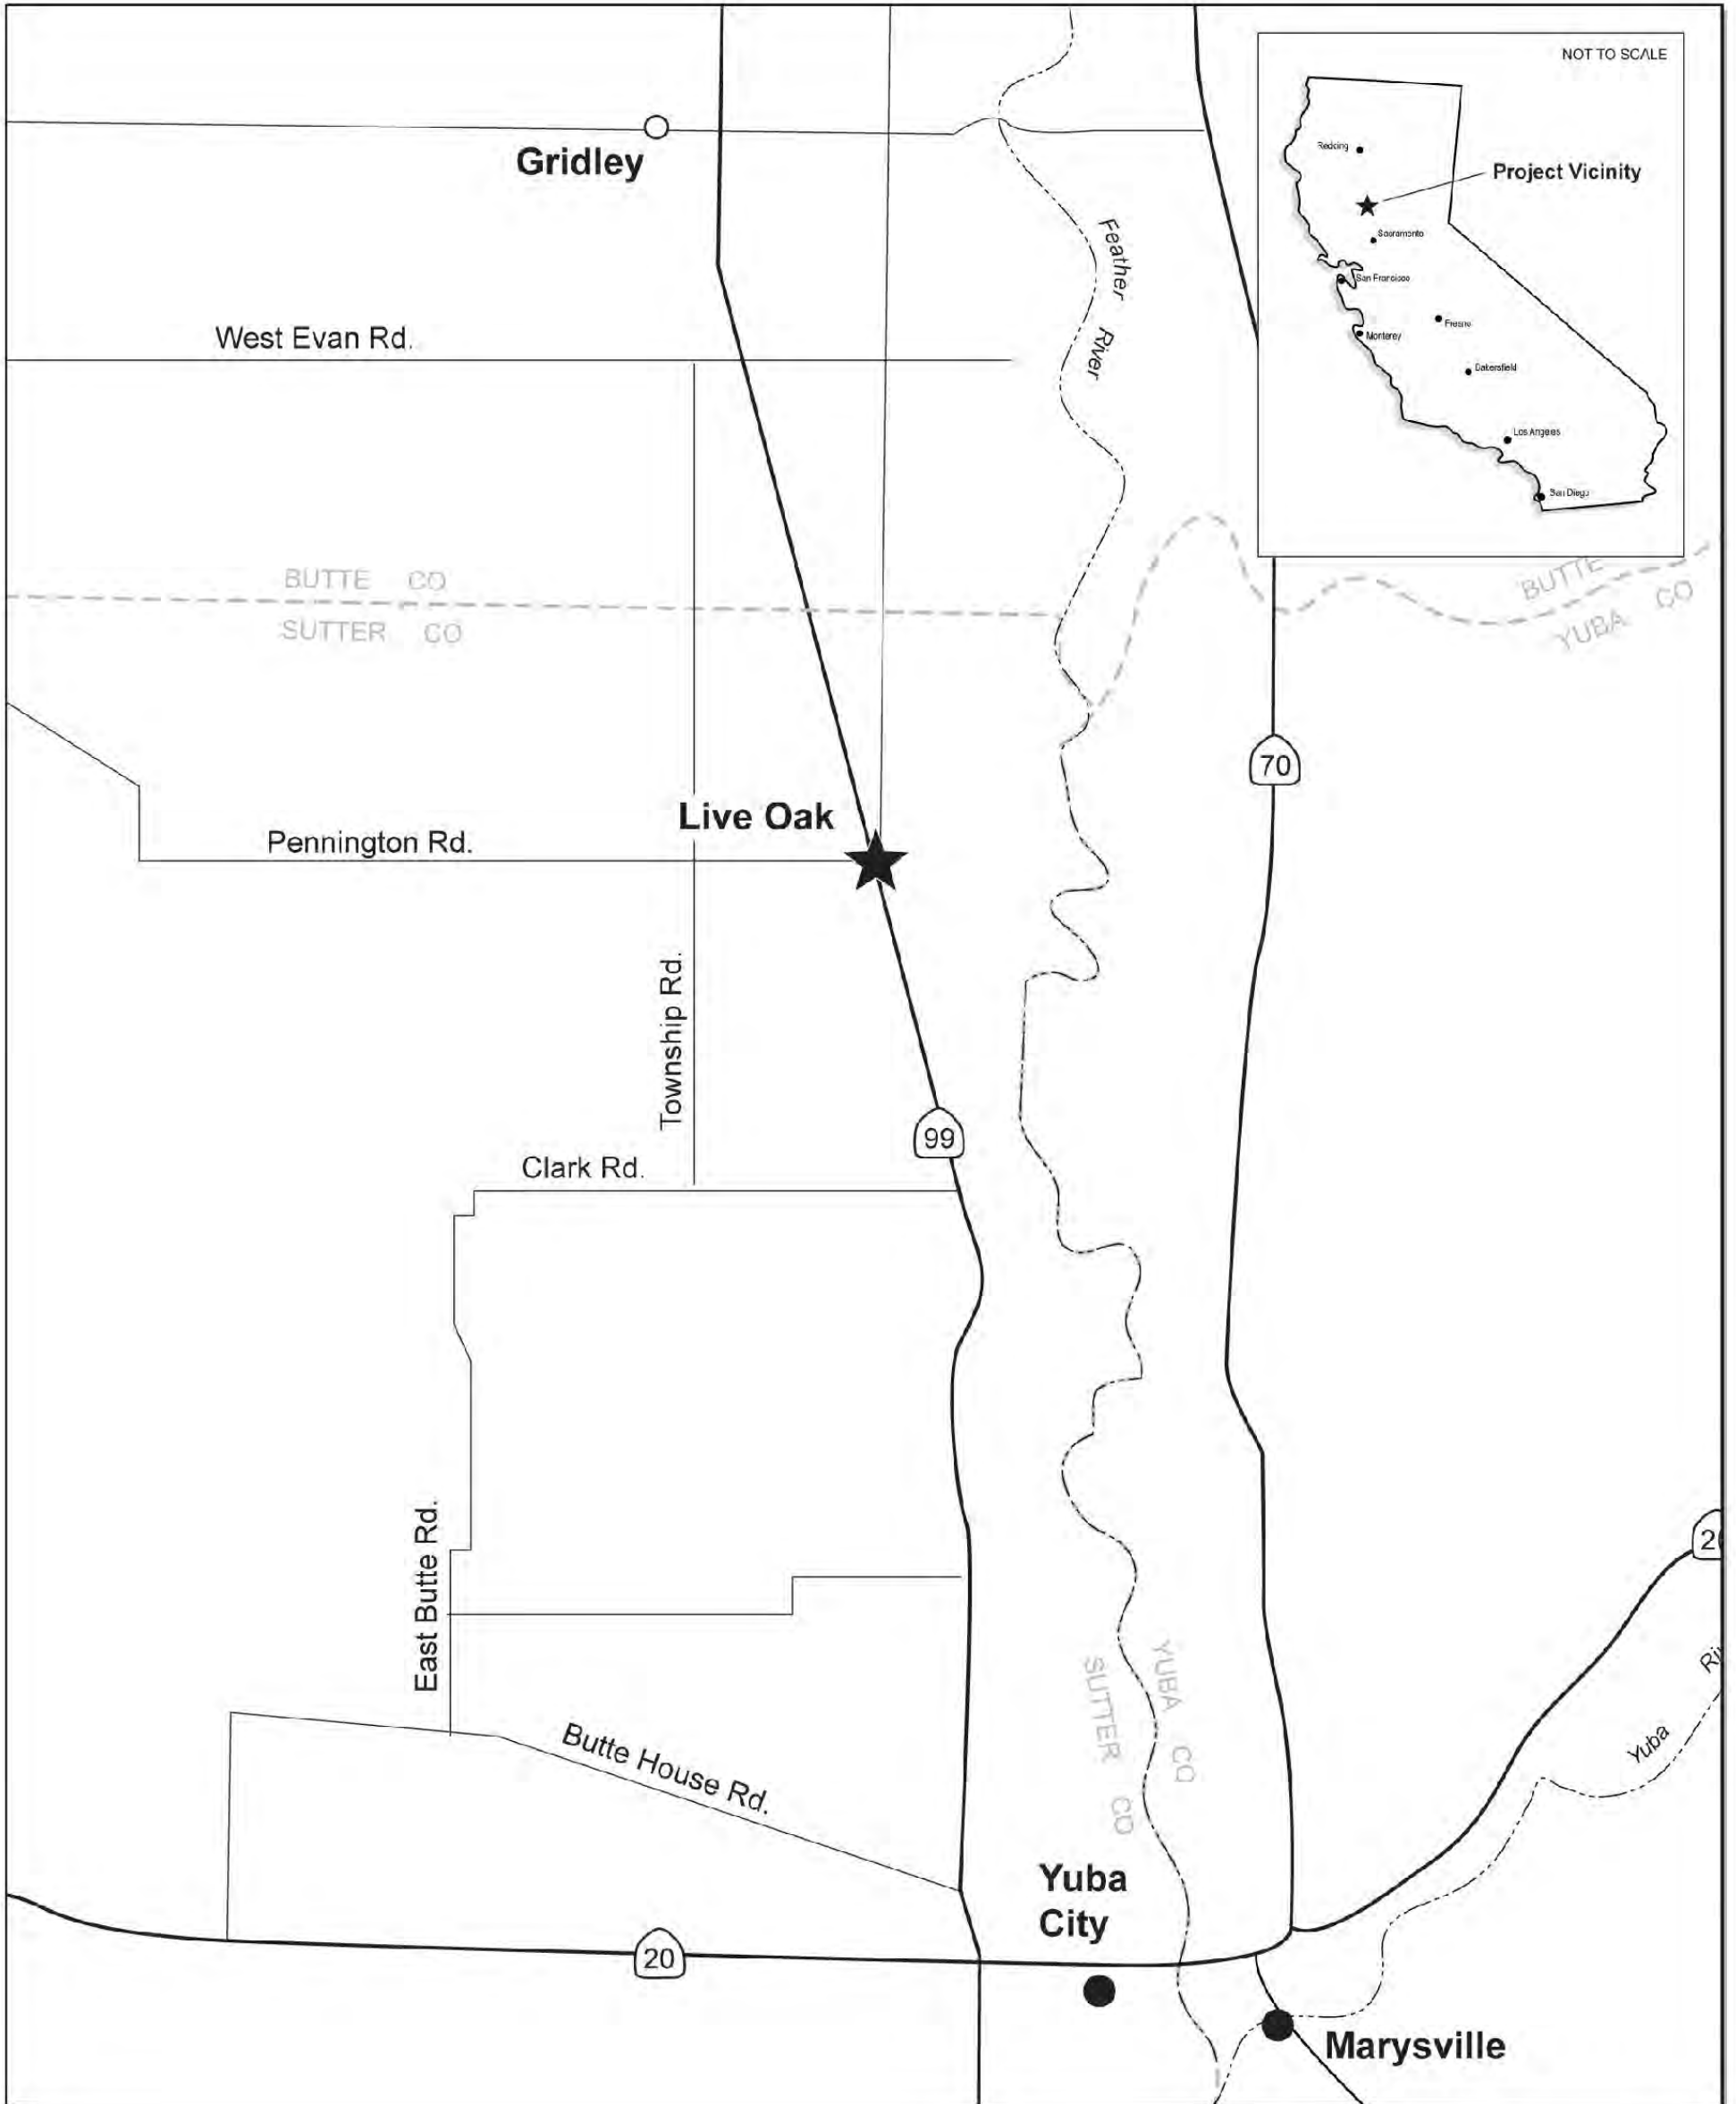 NOT TO SCALE
Redding
Project Vicinity
Sacramento
San Francisco
Fresno
Monterey
Bakersfield
Los Angeles
San Diego
Gridley
Feather River
West Evan Rd.
BUTTE CO
SUTTER CO
BUTTE
YUBA CO
70
Live Oak
Pennington Rd.
Township Rd.
99
Clark Rd.
East Butte Rd.
YUBA CO
SUTTER CO
Butte House Rd.
Yuba
Yuba
City
20
Marysville